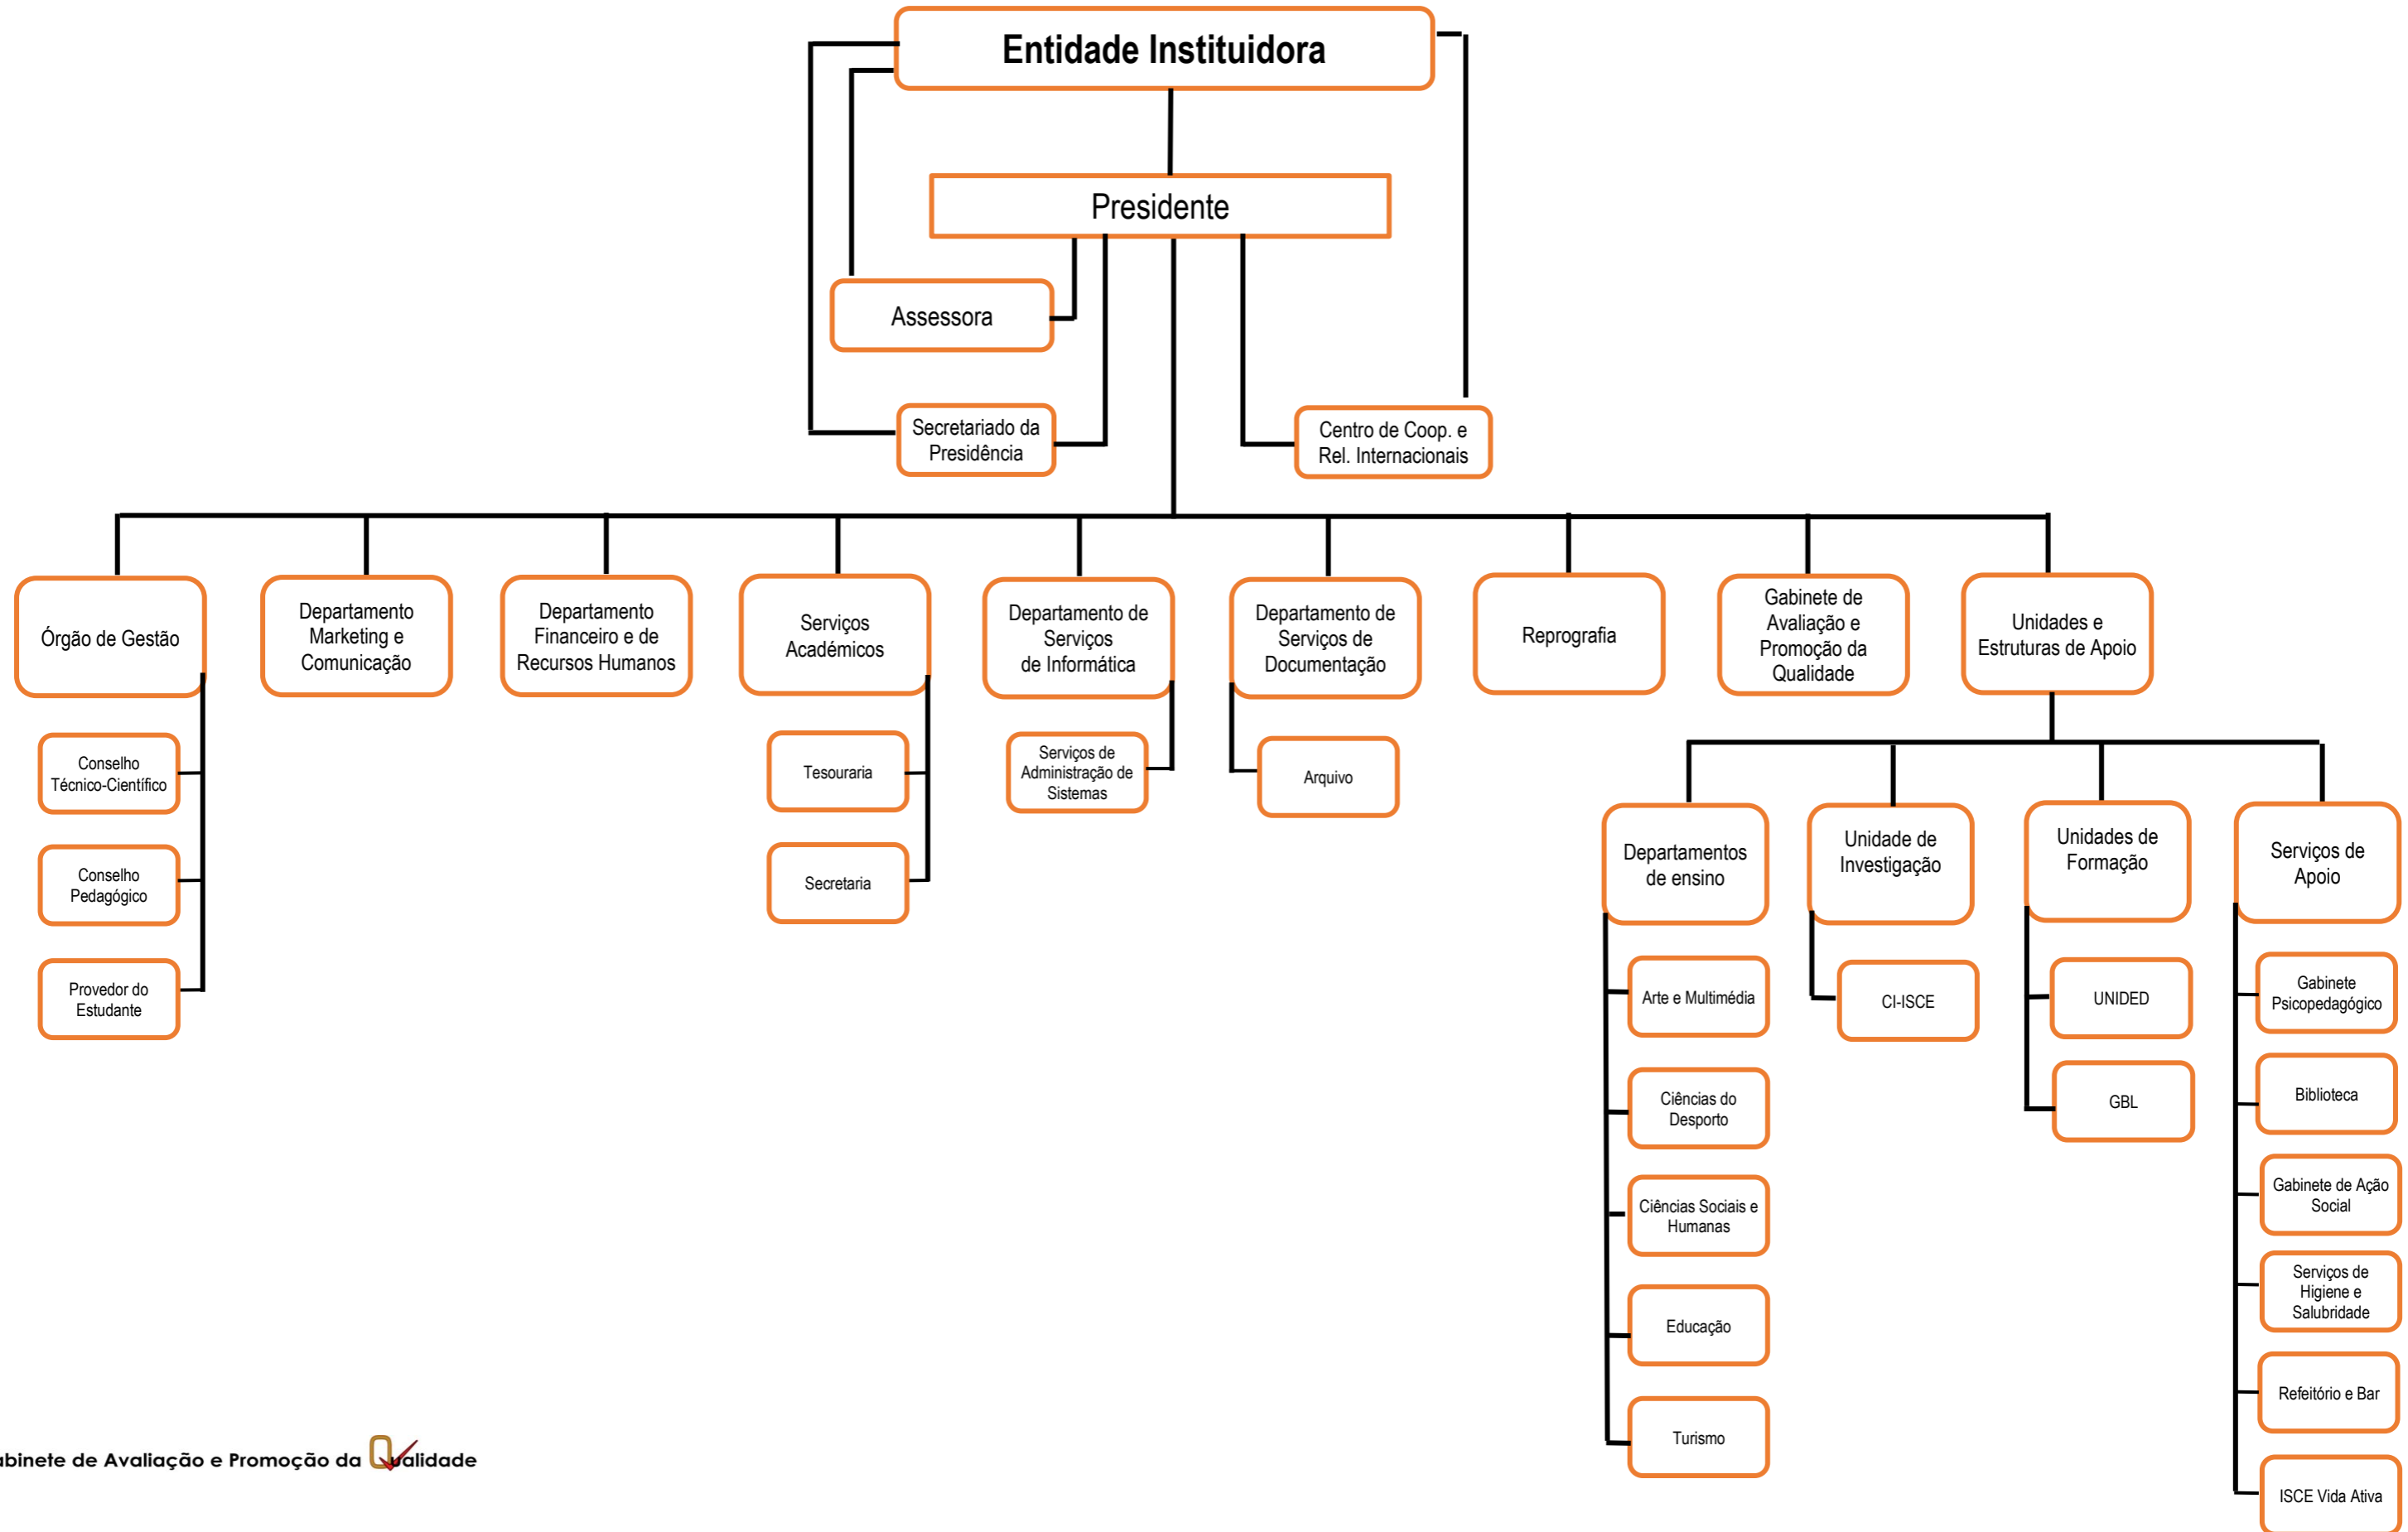 Entidade Instituidora
Presidente
Assessora
Secretariado da
Presidência
Centro de Coop. e
Rel. Internacionais
Órgão de Gestão
Departamento
Marketing e
Comunicação
Departamento
Financeiro e de
Recursos Humanos
Serviços
Académicos
Departamento de
Serviços
de Informática
Departamento de
Serviços de
Documentação
Reprografia
Gabinete de
Avaliação e
Promoção da
Qualidade
Unidades e
Estruturas de Apoio
Conselho
Técnico-Científico
Conselho
Pedagógico
Provedor do
Estudante
Tesouraria
Secretaria
Serviços de
Administração de
Sistemas
Arquivo
Departamentos
de ensino
Arte e Multimédia
Ciências do
Desporto
Ciências Sociais e
Humanas
Educação
Turismo
Unidade de
Investigação
CI-ISCE
Unidades de
Formação
UNIDED
GBL
Serviços de
Apoio
Gabinete
Psicopedagógico
Biblioteca
Gabinete de Ação
Social
Serviços de
Higiene e
Salubridade
Refeitório e Bar
ISCE Vida Ativa
abinete de Avaliação e Promoção da Qualidade